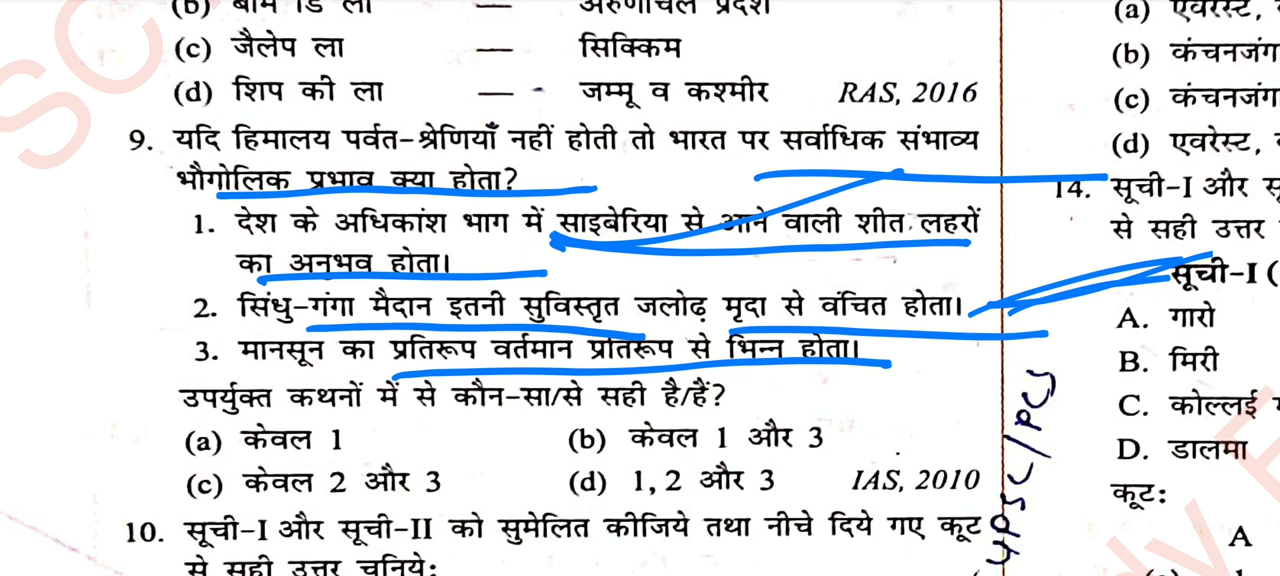 (c) जैलेप ला — सिक्किम
(d) शिप की ला — जम्मू व कश्मीर RAS, 2016
9. यदि हिमालय पर्वत-श्रेणियाँ नहीं होती तो भारत पर सर्वाधिक संभाव्य
भौगोलिक प्रभाव क्या होता?
1. देश के अधिकांश भाग में साइबेरिया से आने वाली शीत लहरों
का अनुभव होता।
2. सिंधु-गंगा मैदान इतनी सुविस्तृत जलोढ़ मृदा से वंचित होता।
3. मानसून का प्रतिरूप वर्तमान प्रतिरूप से भिन्न होता।
उपर्युक्त कथनों में से कौन-सा/से सही है/हैं?
(a) केवल 1 (b) केवल 1 और 3
(c) केवल 2 और 3 (d) 1, 2 और 3 IAS, 2010
10. सूची-I और सूची-II को सुमेलित कीजिये तथा नीचे दिये गए कूट
से सही उत्तर चुनिये:
UPSC/PCS
(a) एवरेस्ट,
(b) कंचनजंग
(c) कंचनजंग
(d) एवरेस्ट,
14. सूची-I और
से सही उत्तर
सूची-I (
A. गारो
B. मिरी
C. कोल्लई
D. डालमा
कूट:
A